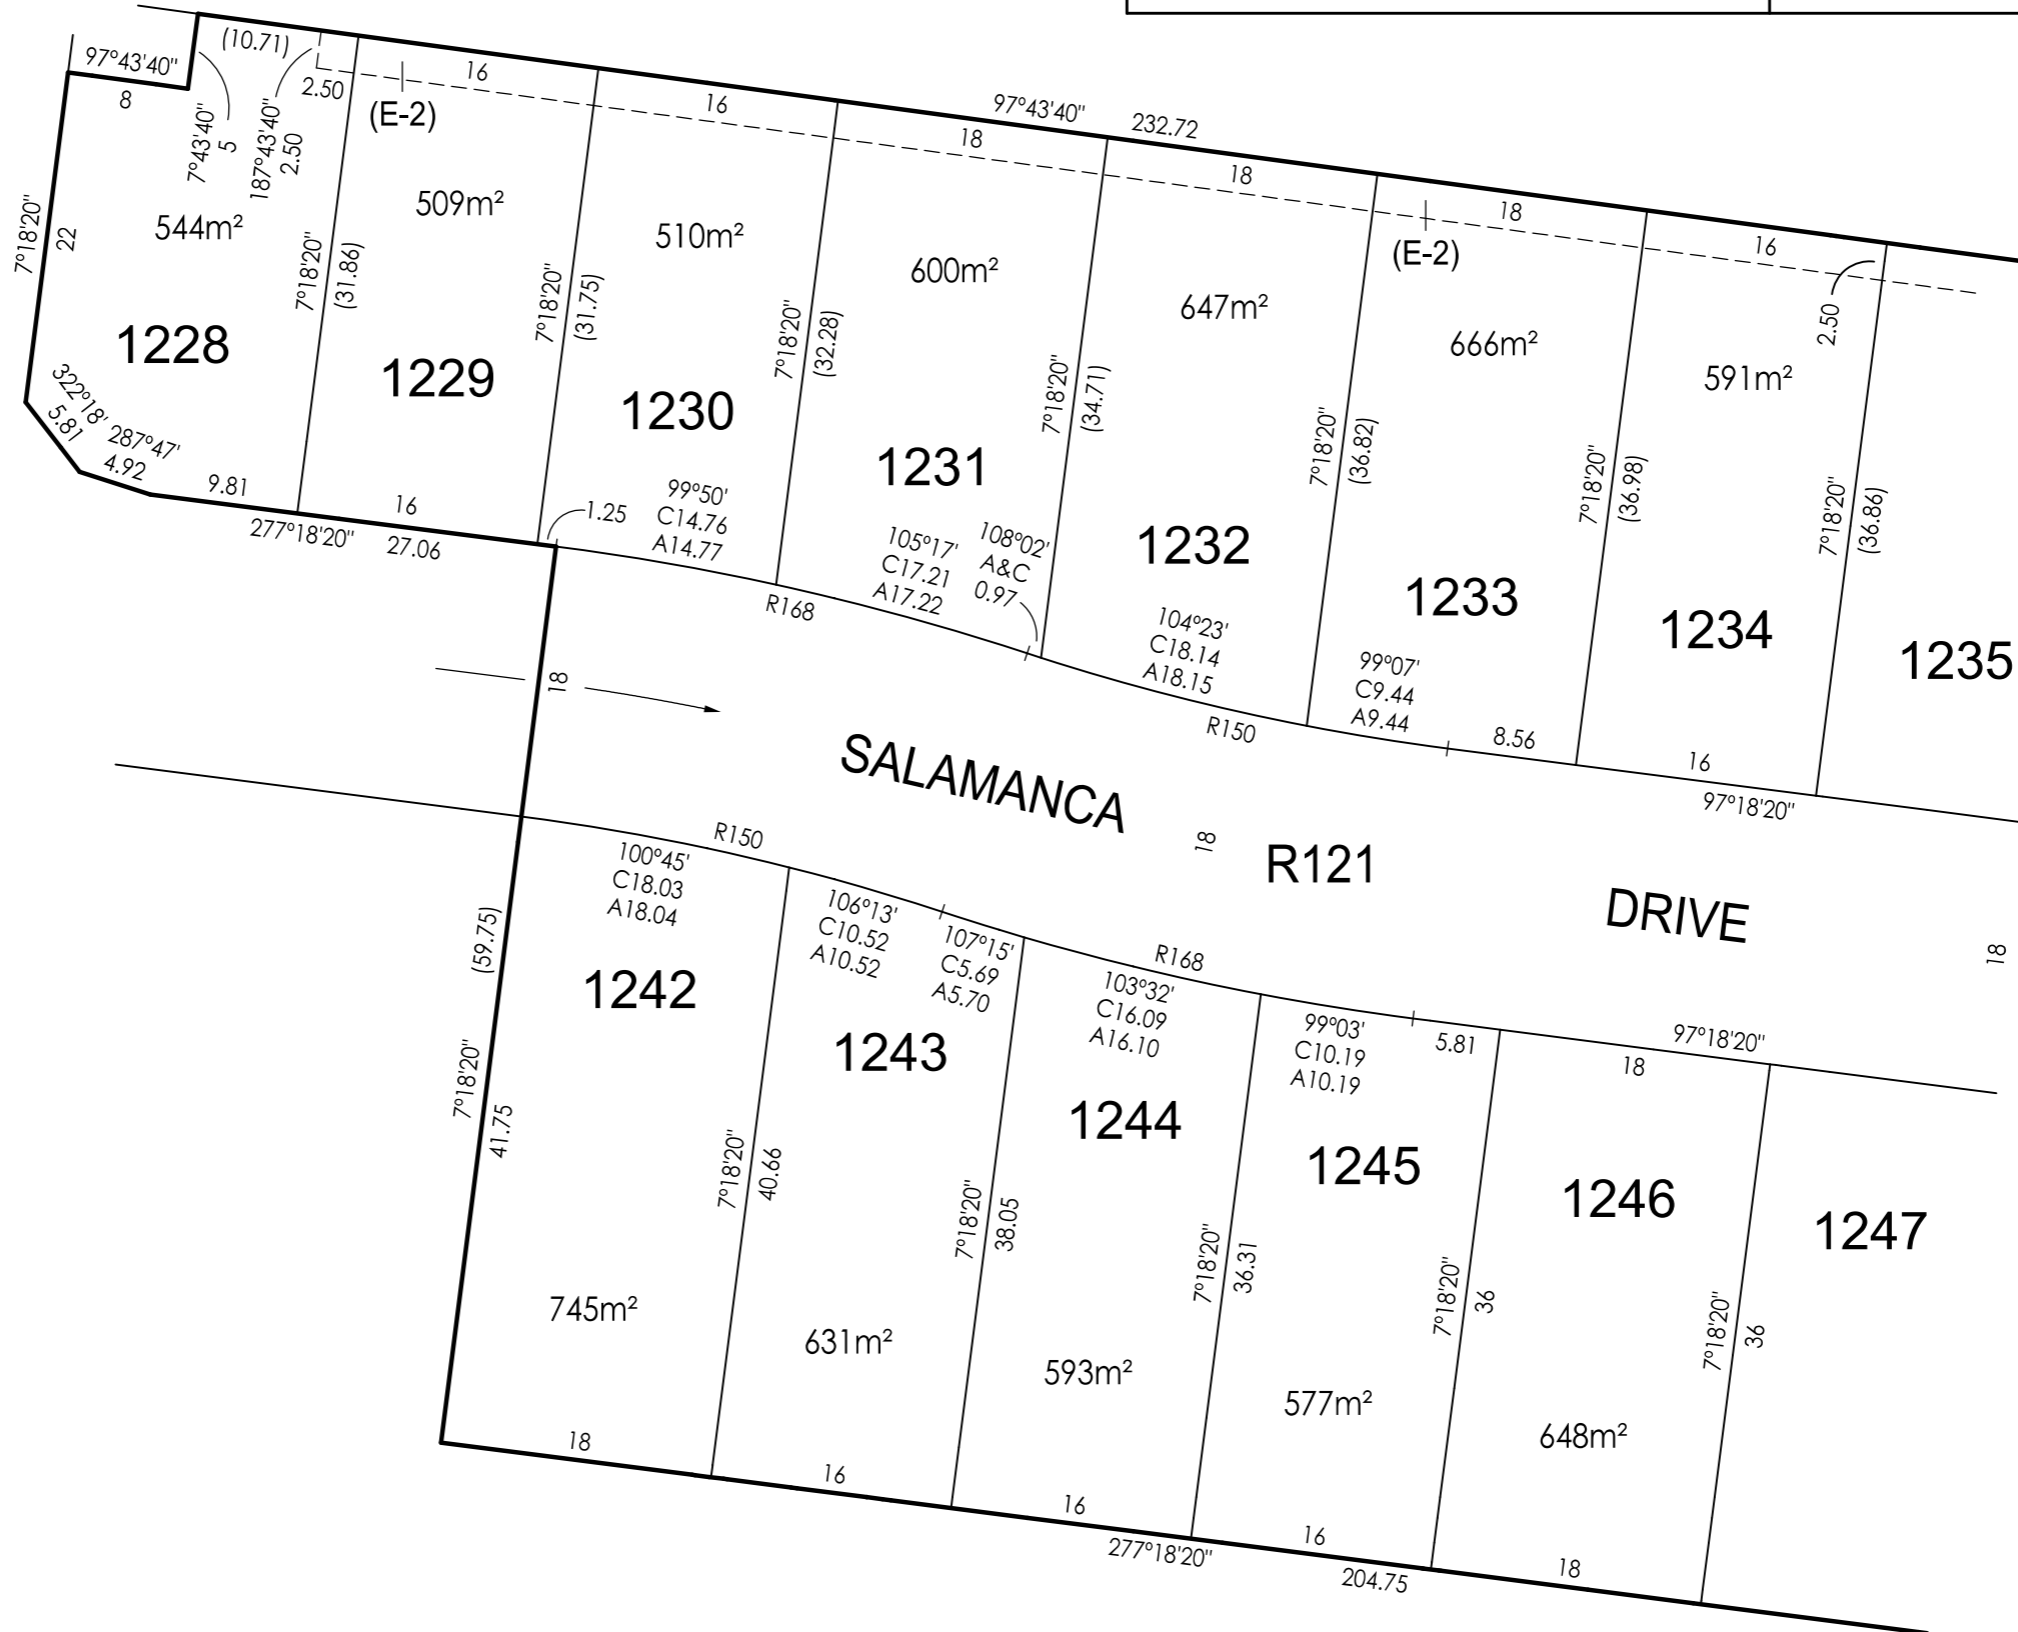 97°43'40"
8
(10.71)
7°43'40"
5
187°43'40"
2.50
2.50
(E-2)
16
16
18
97°43'40"
232.72
18
18
16
(E-2)
2.50
7°18'20"
22
544m²
1228
322°18'
5.81
287°47'
4.92
9.81
277°18'20"
27.06
7°18'20"
(31.86)
509m²
1229
16
7°18'20"
(31.75)
510m²
1230
1.25
99°50'
C14.76
A14.77
7°18'20"
(32.28)
600m²
1231
105°17'
C17.21
A17.22
108°02'
A&C
0.97
R168
7°18'20"
(34.71)
647m²
1232
104°23'
C18.14
A18.15
R150
7°18'20"
(36.82)
666m²
1233
99°07'
C9.44
A9.44
8.56
7°18'20"
(36.98)
591m²
1234
16
97°18'20"
7°18'20"
(36.86)
1235
18
SALAMANCA
18
R121
DRIVE
18
R150
100°45'
C18.03
A18.04
(59.75)
7°18'20"
41.75
1242
745m²
18
7°18'20"
40.66
106°13'
C10.52
A10.52
107°15'
C5.69
A5.70
1243
631m²
16
7°18'20"
38.05
R168
103°32'
C16.09
A16.10
1244
593m²
16
7°18'20"
36.31
99°03'
C10.19
A10.19
5.81
1245
577m²
16
277°18'20"
204.75
7°18'20"
36
97°18'20"
18
1246
648m²
18
7°18'20"
36
1247